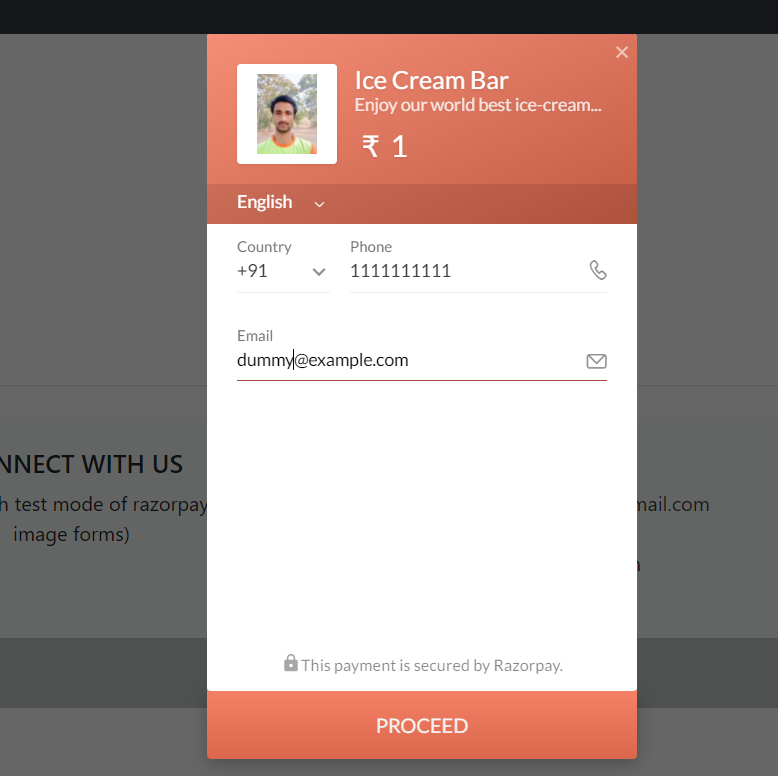 Ice Cream Bar
Enjoy our world best ice-cream...
₹ 1
English
Country
Phone
+91
1111111111
Email
dummy@example.com
NNECT WITH US
h test mode of razorpay
mail.com
image forms)
This payment is secured by Razorpay.
PROCEED